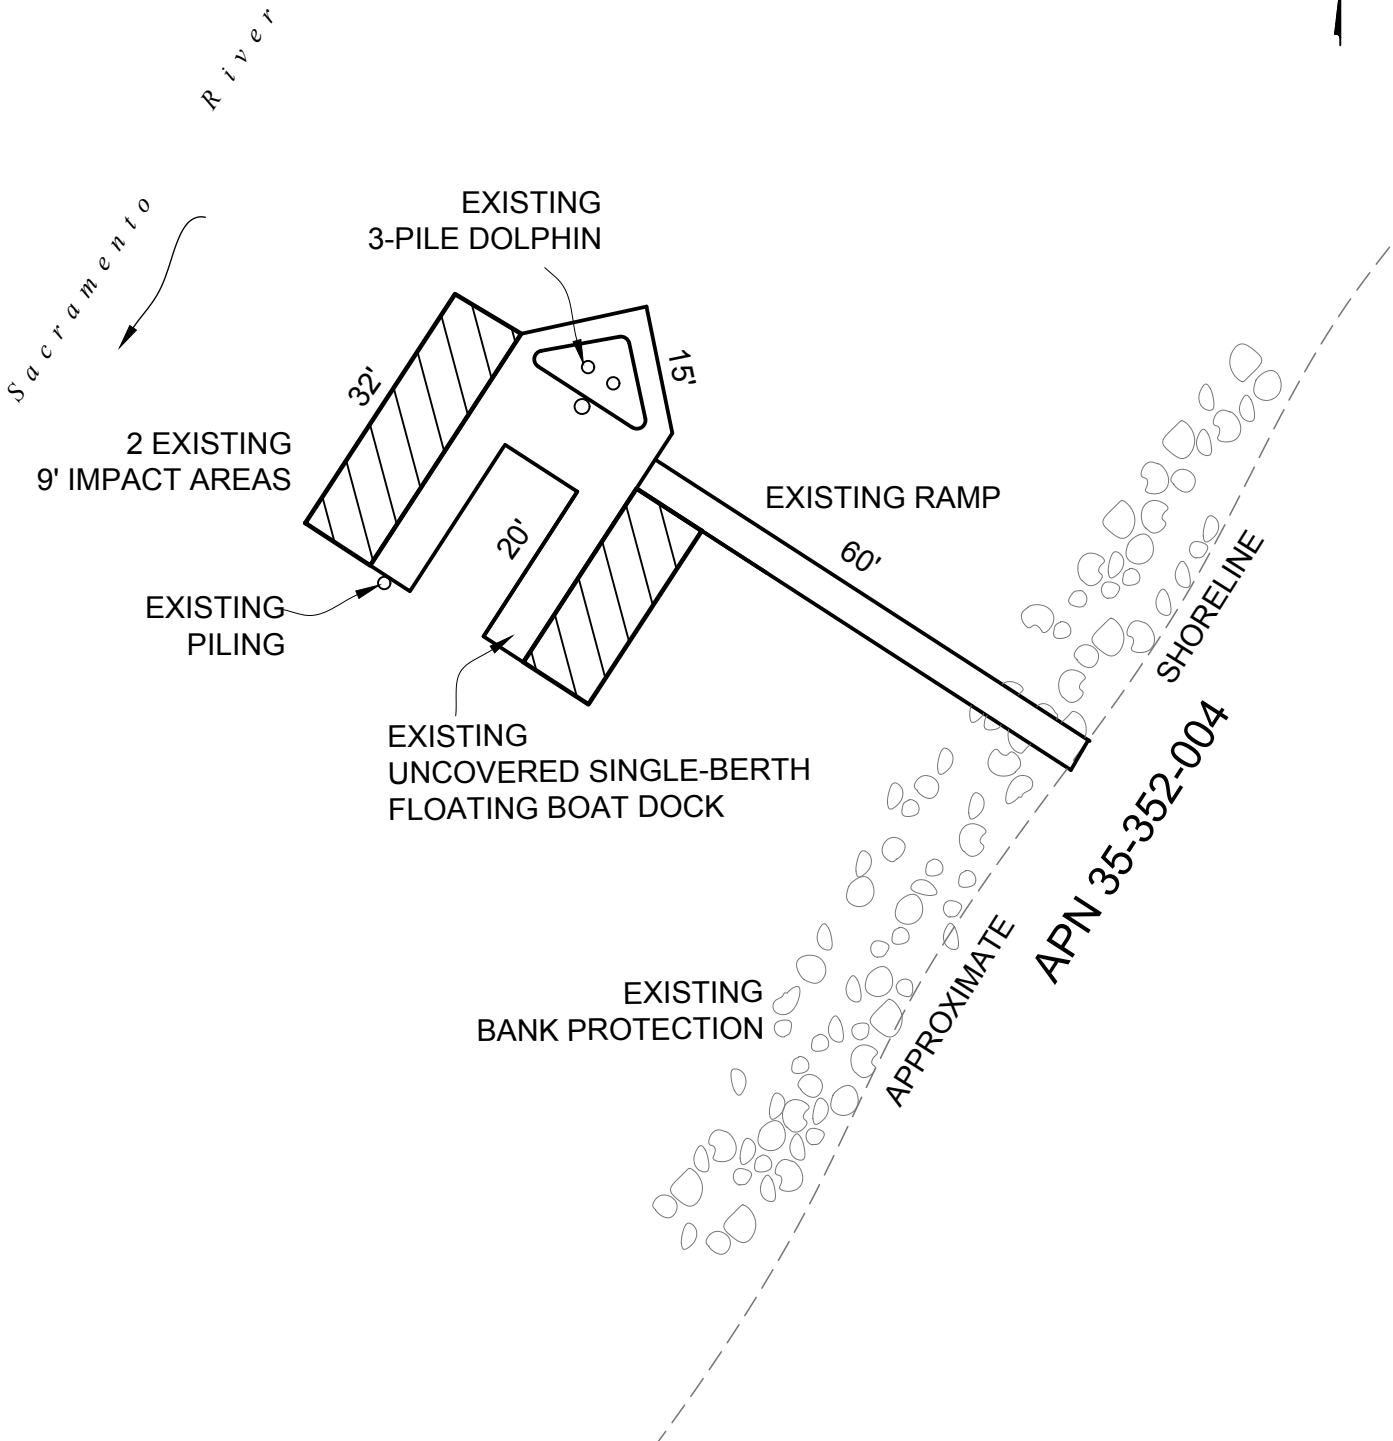 Sacramento River
EXISTING
3-PILE DOLPHIN
15'
32'
2 EXISTING
9' IMPACT AREAS
EXISTING RAMP
20'
60'
EXISTING
PILING
SHORELINE
EXISTING
UNCOVERED SINGLE-BERTH
FLOATING BOAT DOCK
APN 35-352-004
APPROXIMATE
EXISTING
BANK PROTECTION